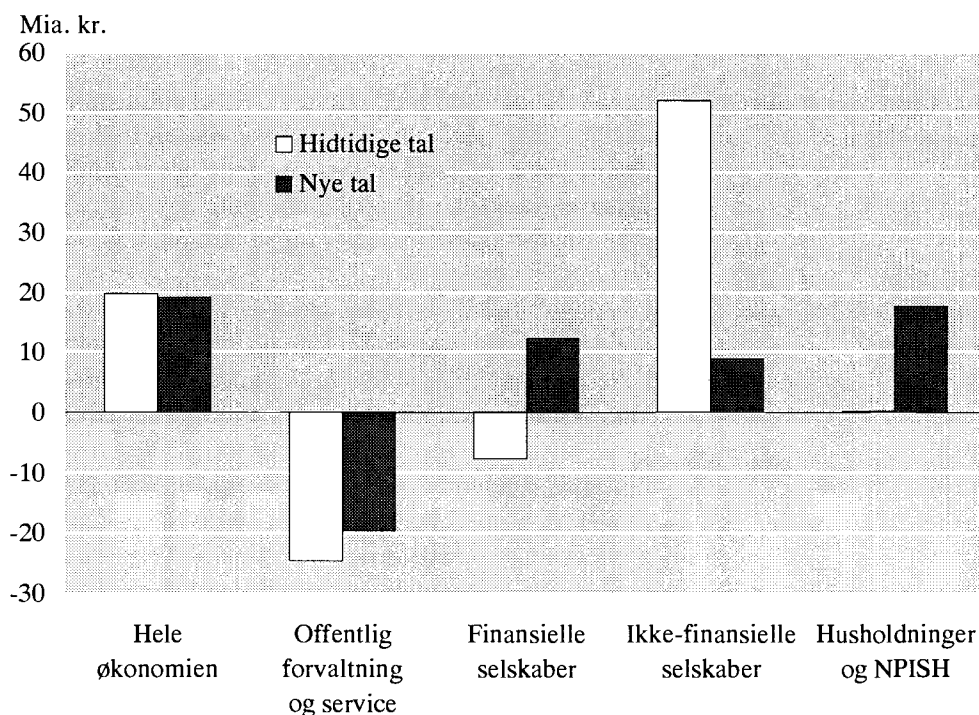 Mia. kr.
60
50
40
30
20
10
0
-10
-20
-30
Hidtidige tal
Nye tal
Hele
økonomien
Offentlig
forvaltning
og service
Finansielle
selskaber
Ikke-finansielle
selskaber
Husholdninger
og NPISH